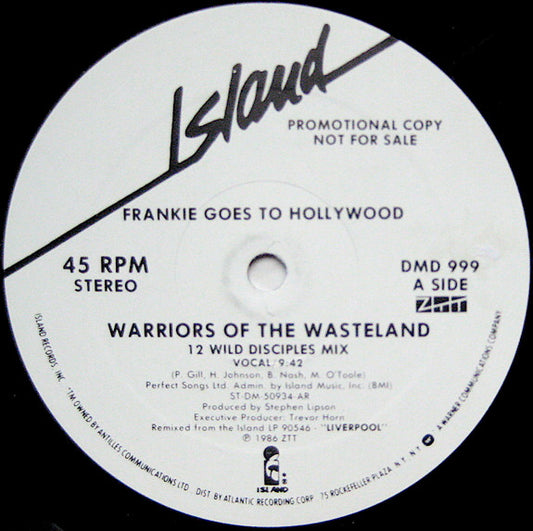 Island
PROMOTIONAL COPY
NOT FOR SALE
FRANKIE GOES TO HOLLYWOOD
45 RPM
STEREO
DMD 999
A SIDE
ZTT
WARRIORS OF THE WASTELAND
12 WILD DISCIPLES MIX
VOCAL/9:42
(P. Gill, H. Johnson, B. Nash, M. O'Toole)
Perfect Songs Ltd. Admin. by Island Music, Inc. (BMI)
ST-DM-50934-AR
Produced by Stephen Lipson
Executive Producer: Trevor Horn
Remixed from the Island LP 90546 - "LIVERPOOL"
℗ 1986 ZTT
ISLAND
ISLAND RECORDS, INC. *TM OWNED BY ANTILLES COMMUNICATIONS LTD. DIST. BY ATLANTIC RECORDING CORP. 75 ROCKEFELLER PLAZA, N.Y., N.Y. A WARNER COMMUNICATIONS COMPANY